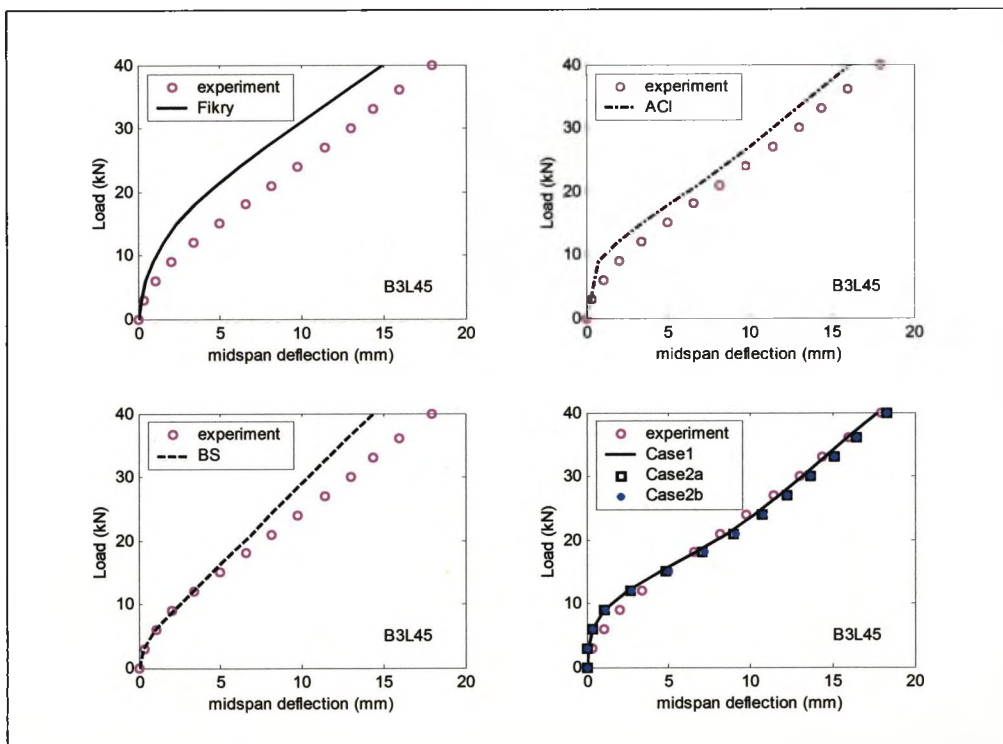 40
30
20
10
0
Load (kN)
experiment
Fikry
B3L45
0
5
10
15
20
midspan deflection (mm)
40
30
20
10
0
Load (kN)
experiment
ACI
B3L45
0
5
10
15
20
midspan deflection (mm)
40
30
20
10
0
Load (kN)
experiment
BS
B3L45
0
5
10
15
20
midspan deflection (mm)
40
30
20
10
0
Load (kN)
experiment
Case1
Case2a
Case2b
B3L45
0
5
10
15
20
midspan deflection (mm)